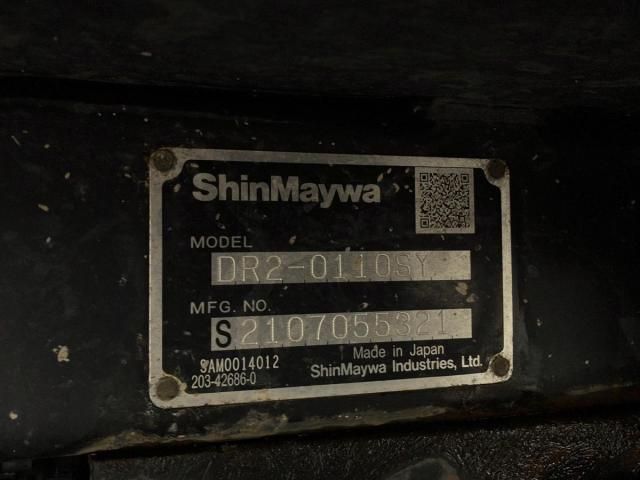 ShinMaywa
MODEL
DR2-0110SY
MFG. NO.
S2107055321
SAM0014012
Made in Japan
203-42686-0
ShinMaywa Industries, Ltd.